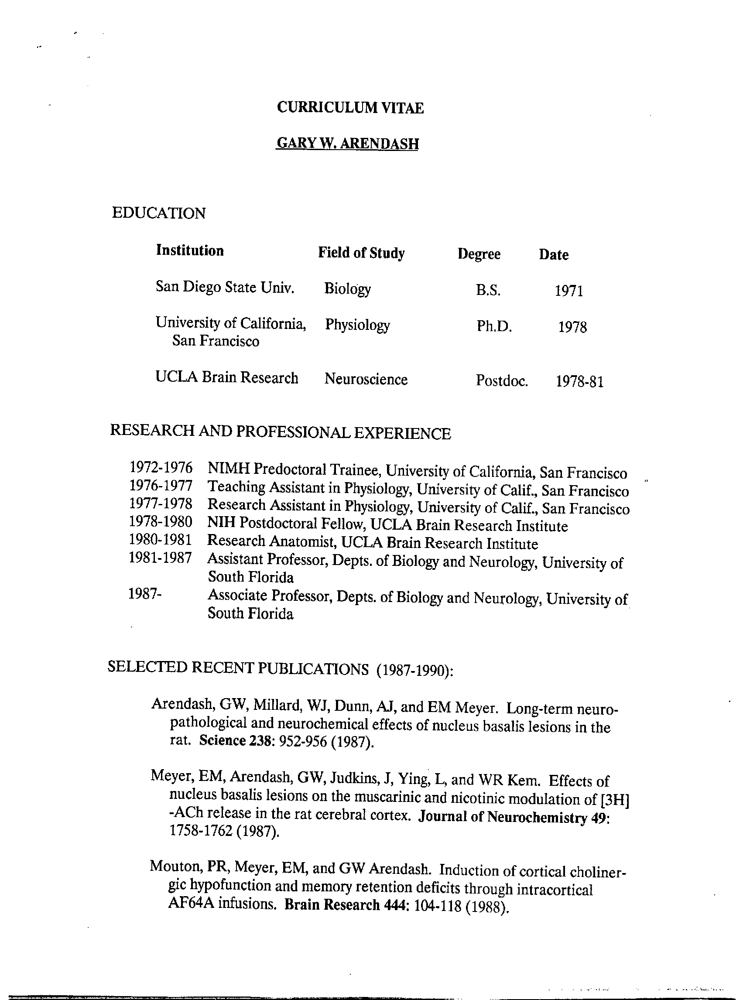 CURRICULUM VITAE
GARY W. ARENDASH
EDUCATION
Institution Field of Study Degree Date
San Diego State Univ. Biology B.S. 1971
University of California, Physiology Ph.D. 1978
San Francisco
UCLA Brain Research Neuroscience Postdoc. 1978-81
RESEARCH AND PROFESSIONAL EXPERIENCE
1972-1976 NIMH Predoctoral Trainee, University of California, San Francisco
1976-1977 Teaching Assistant in Physiology, University of Calif., San Francisco
1977-1978 Research Assistant in Physiology, University of Calif., San Francisco
1978-1980 NIH Postdoctoral Fellow, UCLA Brain Research Institute
1980-1981 Research Anatomist, UCLA Brain Research Institute
1981-1987 Assistant Professor, Depts. of Biology and Neurology, University of
South Florida
1987- Associate Professor, Depts. of Biology and Neurology, University of
South Florida
SELECTED RECENT PUBLICATIONS (1987-1990):
Arendash, GW, Millard, WJ, Dunn, AJ, and EM Meyer. Long-term neuro-
pathological and neurochemical effects of nucleus basalis lesions in the
rat. Science 238: 952-956 (1987).
Meyer, EM, Arendash, GW, Judkins, J, Ying, L, and WR Kem. Effects of
nucleus basalis lesions on the muscarinic and nicotinic modulation of [3H]
-ACh release in the rat cerebral cortex. Journal of Neurochemistry 49:
1758-1762 (1987).
Mouton, PR, Meyer, EM, and GW Arendash. Induction of cortical choliner-
gic hypofunction and memory retention deficits through intracortical
AF64A infusions. Brain Research 444: 104-118 (1988).